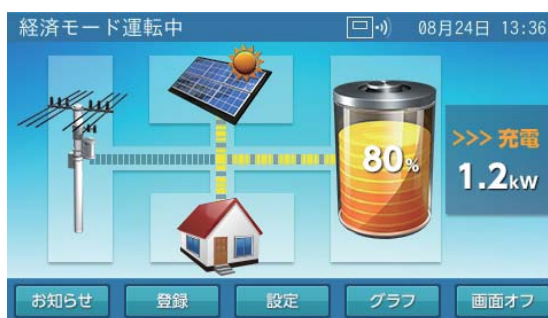 経済モード運転中
08月24日 13:36
80%
>>> 充電
1.2kw
お知らせ
登録
設定
グラフ
画面オフ